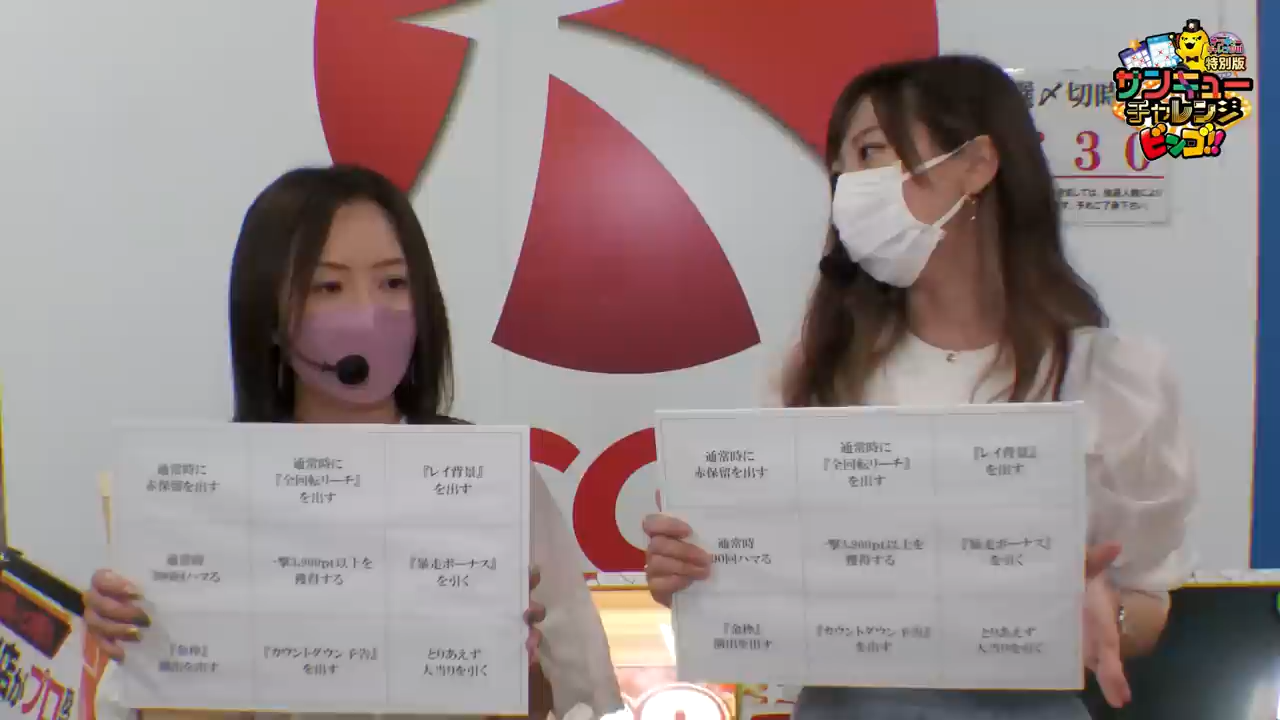 特別版
サンキュー
チャレンジ
ビンゴ!!
〆切時
30
通常時に
赤保留を出す
通常時に
『全回転リーチ』
を出す
『レイ背景』
を出す
通常時
ハマる
一撃3,900pt以上を
獲得する
『暴走ボーナス』
を引く
『金枠』
演出を出す
『カウントダウン予告』
を出す
とりあえず
大当りを引く
通常時に
赤保留を出す
通常時に
『全回転リーチ』
を出す
『レイ背景』
を出す
通常時
ハマる
一撃3,900pt以上を
獲得する
『暴走ボーナス』
を引く
『金枠』
演出を出す
『カウントダウン予告』
を出す
とりあえず
大当りを引く
店がプロ